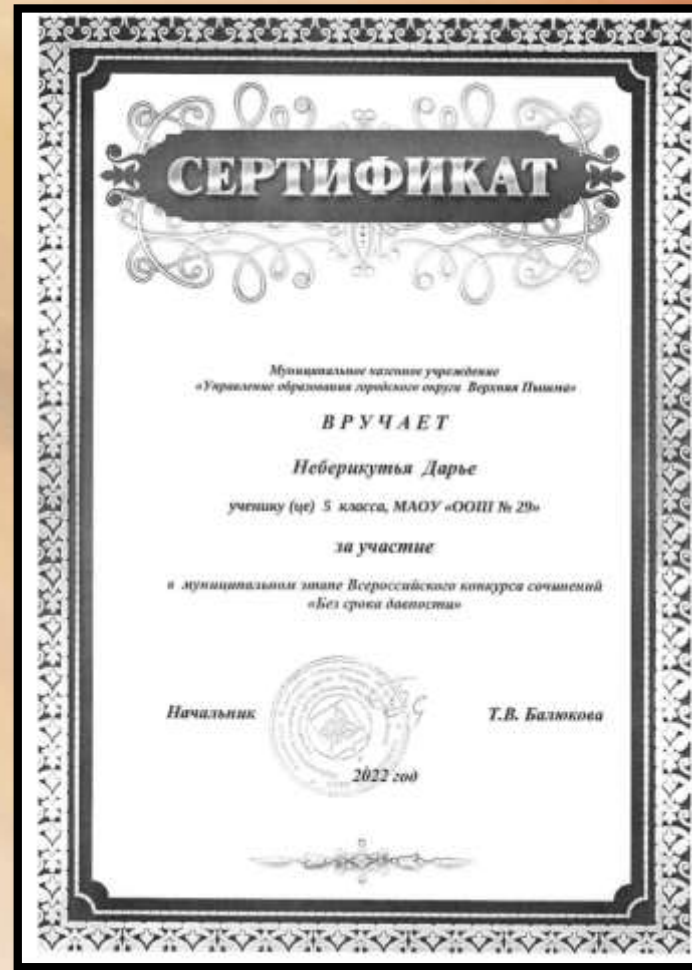 СЕРТИФИКАТ
Муниципальное казенное учреждение
«Управление образования городского округа Верхняя Пышма»
ВРУЧАЕТ
Неберикутья Дарье
ученику (це) 5 класса, МАОУ «ООШ № 29»
за участие
в муниципальном этапе Всероссийского конкурса сочинений
«Без срока давности»
Начальник Т.В. Балюкова
2022 год